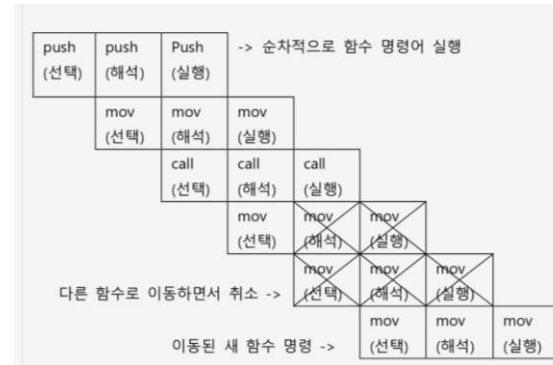 push push Push -> 순차적으로 함수 명령어 실행
(선택) (해석) (실행)
mov mov mov
(선택) (해석) (실행)
call call call
(선택) (해석) (실행)
mov mov mov
(선택) (해석) (실행)
mov mov mov
다른 함수로 이동하면서 취소 -> (선택) (해석) (실행)
mov mov mov
이동된 새 함수 명령 -> (선택) (해석) (실행)